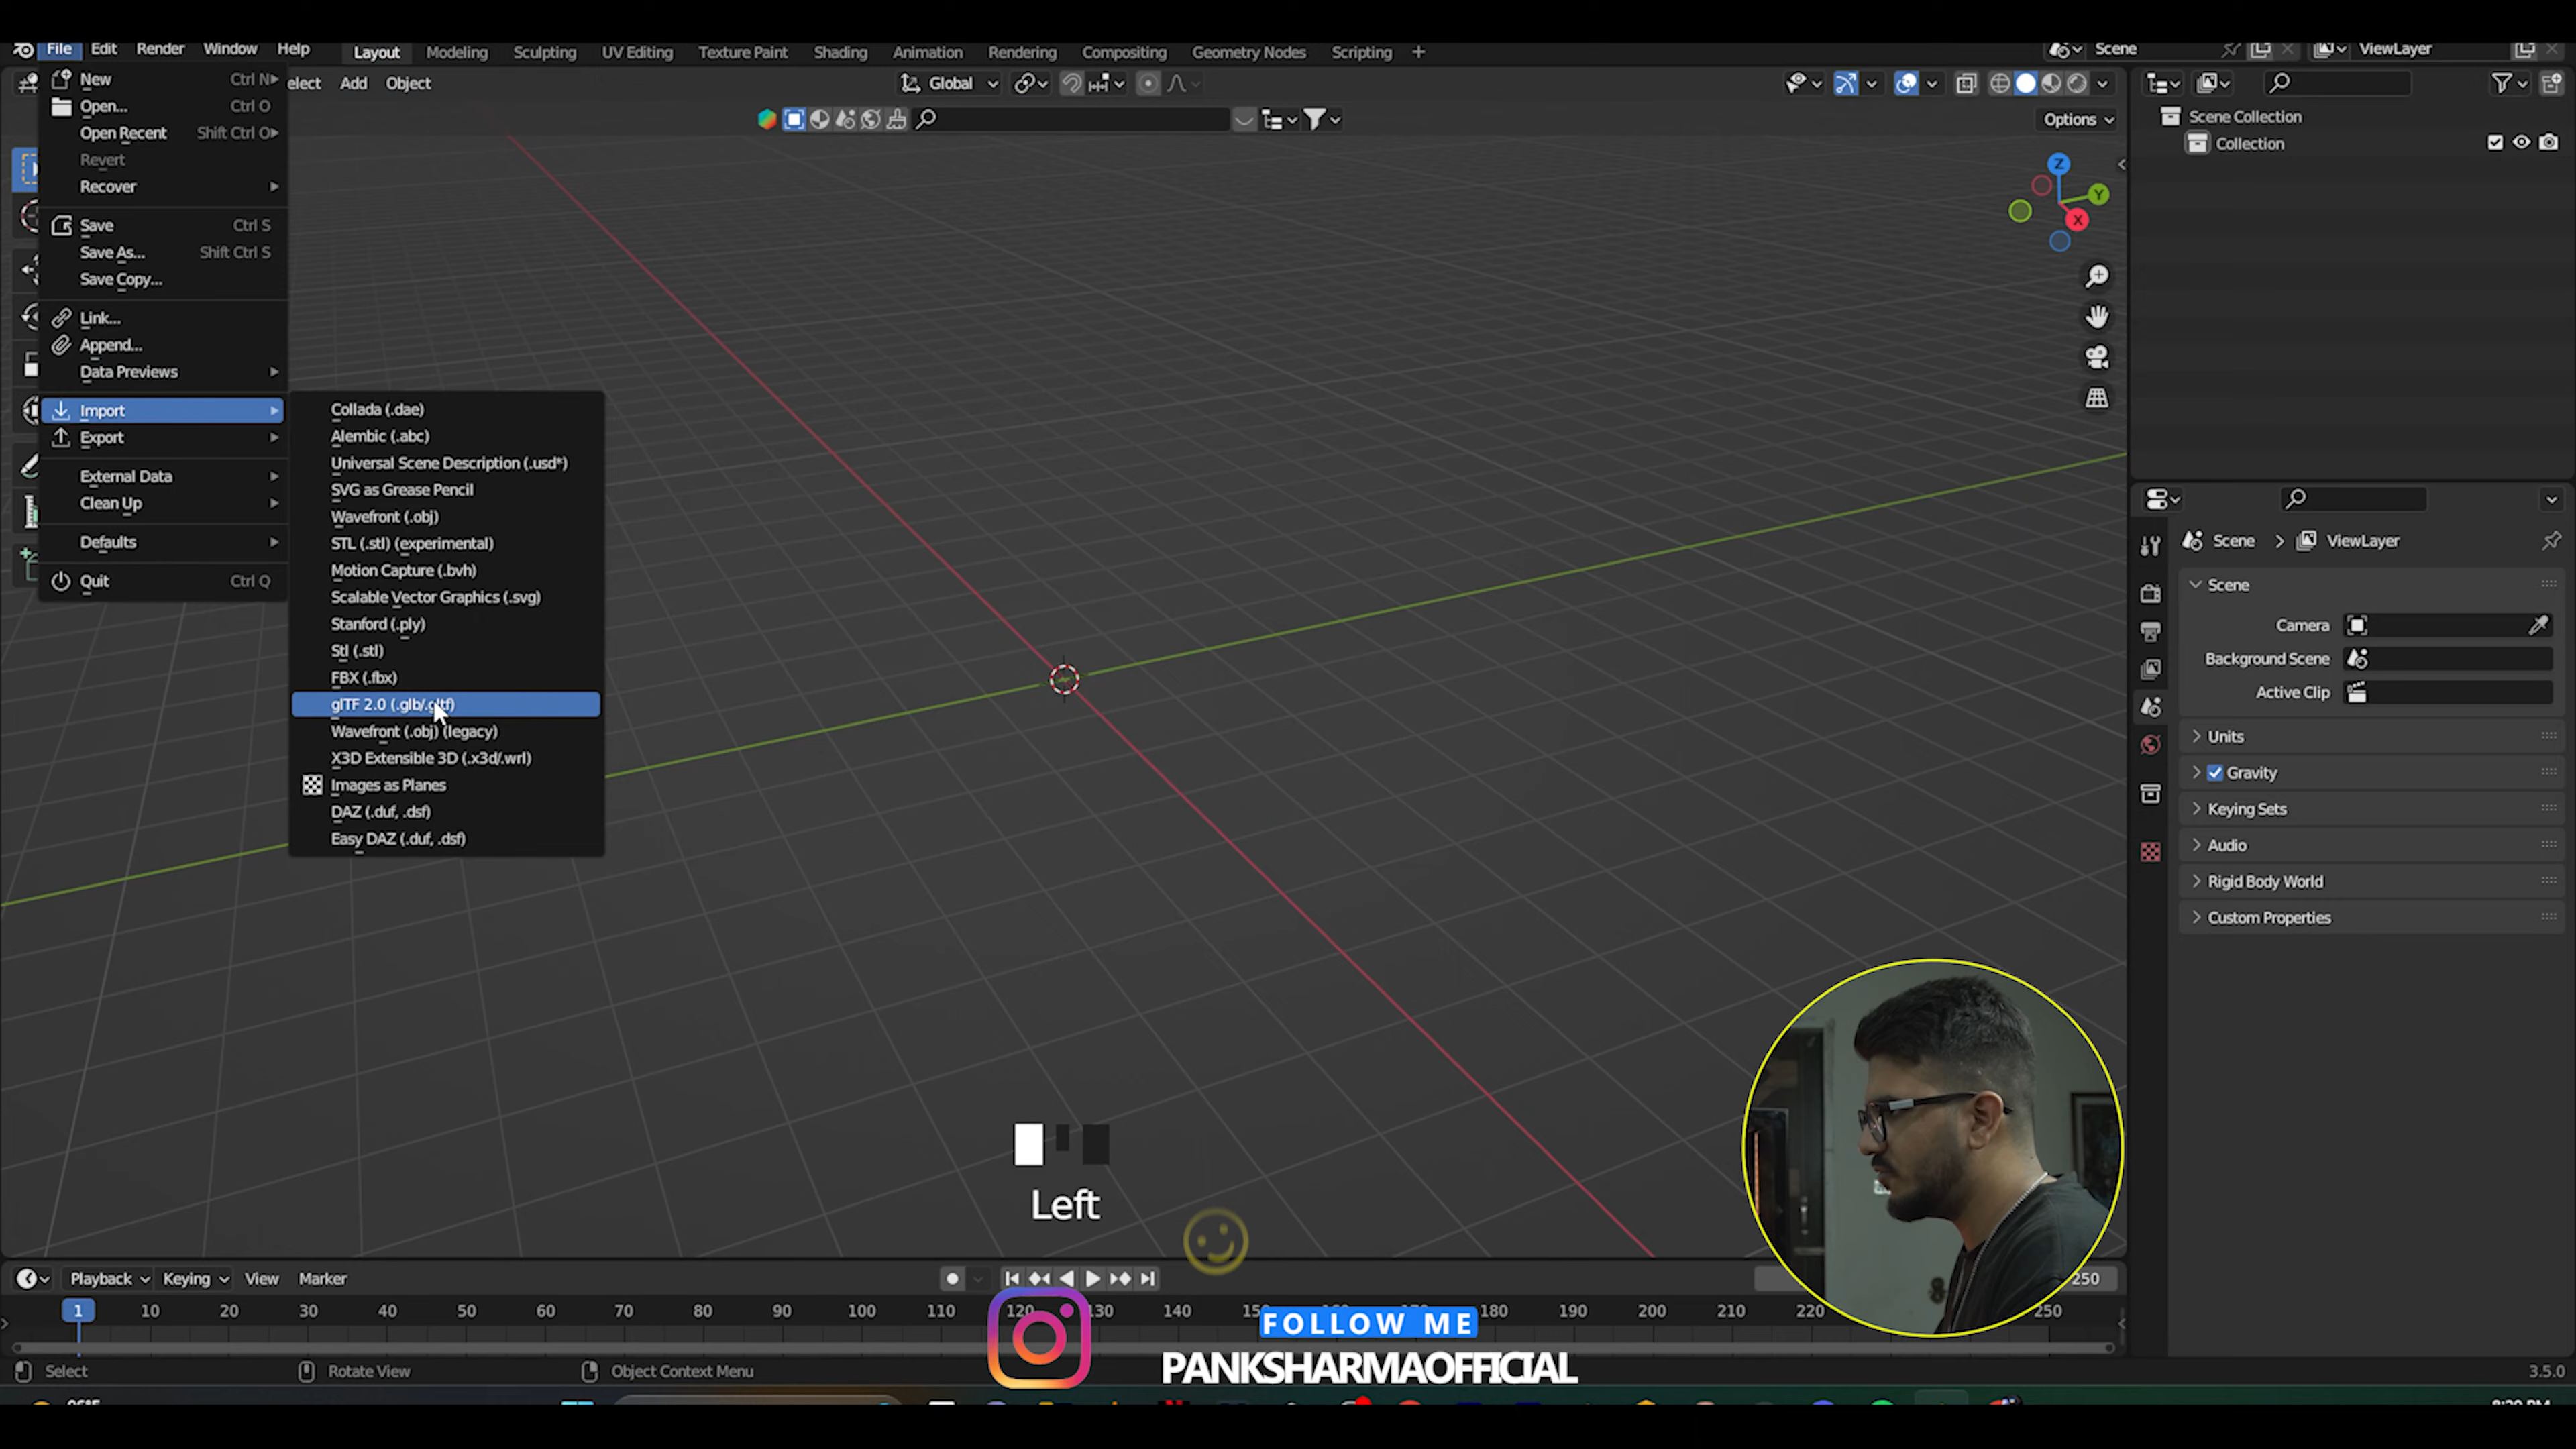 File Edit Render Window Help Layout Modeling Sculpting UV Editing Texture Paint Shading Animation Rendering Compositing Geometry Nodes Scripting + Scene ViewLayer
Add Object Global
Options
New Ctrl N
Open... Ctrl O
Open Recent Shift Ctrl O
Revert
Recover
Save Ctrl S
Save As... Shift Ctrl S
Save Copy...
Link...
Append...
Data Previews
Import
Export
External Data
Clean Up
Defaults
Quit Ctrl Q
Collada (.dae)
Alembic (.abc)
Universal Scene Description (.usd*)
SVG as Grease Pencil
Wavefront (.obj)
STL (.stl) (experimental)
Motion Capture (.bvh)
Scalable Vector Graphics (.svg)
Stanford (.ply)
Stl (.stl)
FBX (.fbx)
glTF 2.0 (.glb/.gltf)
Wavefront (.obj) (legacy)
X3D Extensible 3D (.x3d/.wrl)
Images as Planes
DAZ (.duf, .dsf)
Easy DAZ (.duf, .dsf)
Z
Y
X
Scene Collection
Collection
Scene > ViewLayer
Scene
Camera
Background Scene
Active Clip
Units
Gravity
Keying Sets
Audio
Rigid Body World
Custom Properties
Left
Playback Keying View Marker 250
1 10 20 30 40 50 60 70 80 90 100 110 120 130 140 180 190 200 210 220 250
FOLLOW ME
PANKSHARMAOFFICIAL
Select Rotate View Object Context Menu 3.5.0